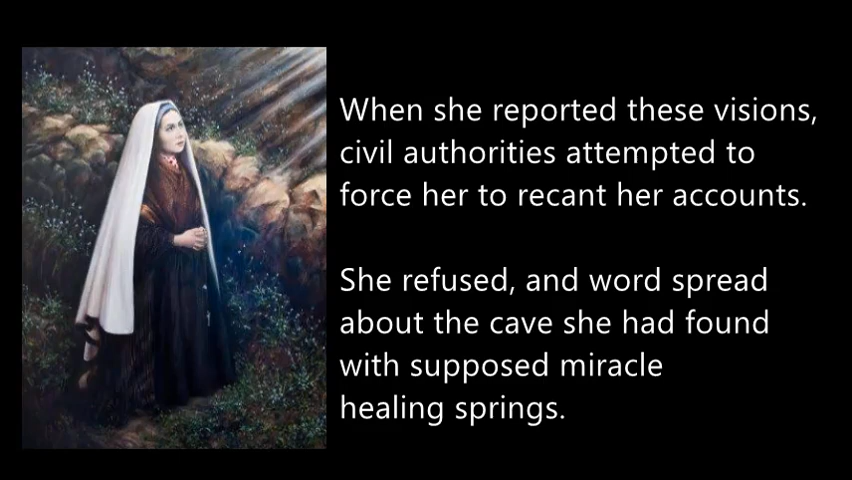 When she reported these visions,
civil authorities attempted to
force her to recant her accounts.
She refused, and word spread
about the cave she had found
with supposed miracle
healing springs.